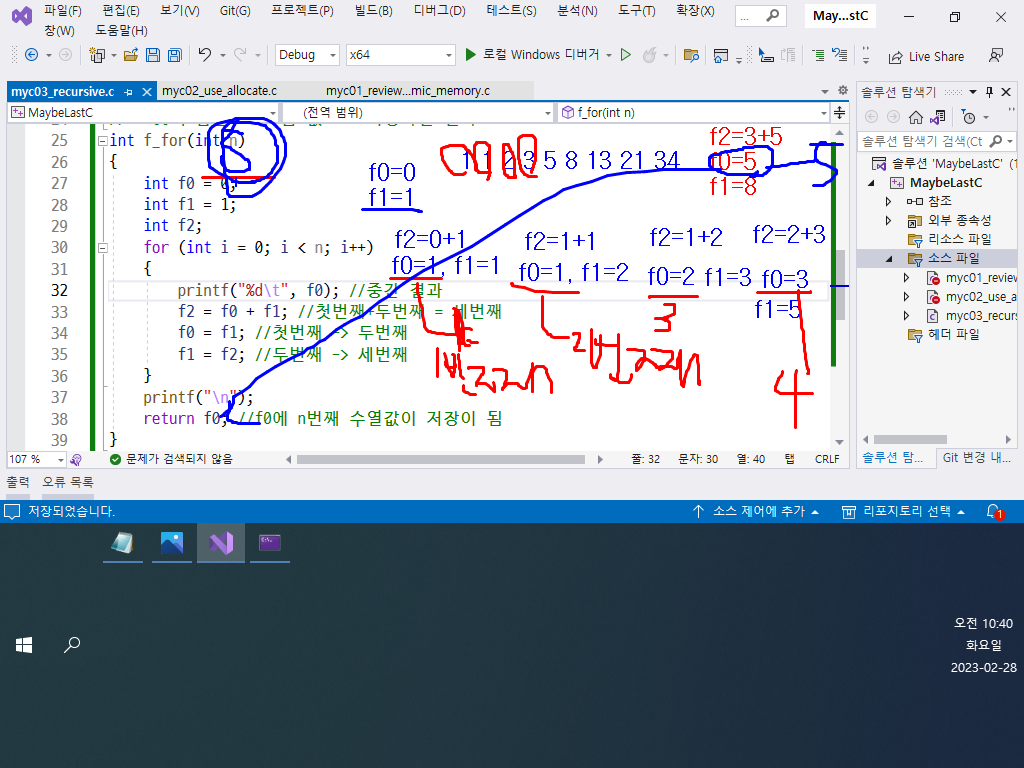 파일(F) 편집(E) 보기(V) Git(G) 프로젝트(P) 빌드(B) 디버그(D) 테스트(S) 분석(N) 도구(T) 확장(X) ... May...stC
창(W) 도움말(H)
Debug x64 로컬 Windows 디버거 Live Share
myc03_recursive.c myc02_use_allocate.c myc01_review...mic_memory.c
MaybeLastC (전역 범위) f_for(int n)
25 int f_for(int n)
26 {
27 int f0 = 0;
28 int f1 = 1;
29 int f2;
30 for (int i = 0; i < n; i++)
31 {
32 printf("%d\t", f0); //중간 결과
33 f2 = f0 + f1; //첫번째+두번째 = 세번째
34 f0 = f1; //첫번째 -> 두번째
35 f1 = f2; //두번째 -> 세번째
36 }
37 printf("\n");
38 return f0; //f0에 n번째 수열값이 저장이 됨
39 }
5
1 1 2 3 5 8 13 21 34
f0=0
f1=1
f2=3+5
f0=5
f1=8
f2=0+1
f0=1, f1=1
f2=1+1
f0=1, f1=2
f2=1+2
f0=2 f1=3
f2=2+3
f0=3
f1=5
3
4
107 % 문제가 검색되지 않음 줄: 32 문자: 30 열: 40 탭 CRLF
솔루션 탐색기
솔루션 탐색기 검색(Ct
솔루션 'MaybeLastC' (1
MaybeLastC
참조
외부 종속성
리소스 파일
소스 파일
myc01_review
myc02_use_a
myc03_recurs
헤더 파일
솔루션 탐... Git 변경 내...
출력 오류 목록
저장되었습니다. 소스 제어에 추가 리포지토리 선택 1
오전 10:40
화요일
2023-02-28